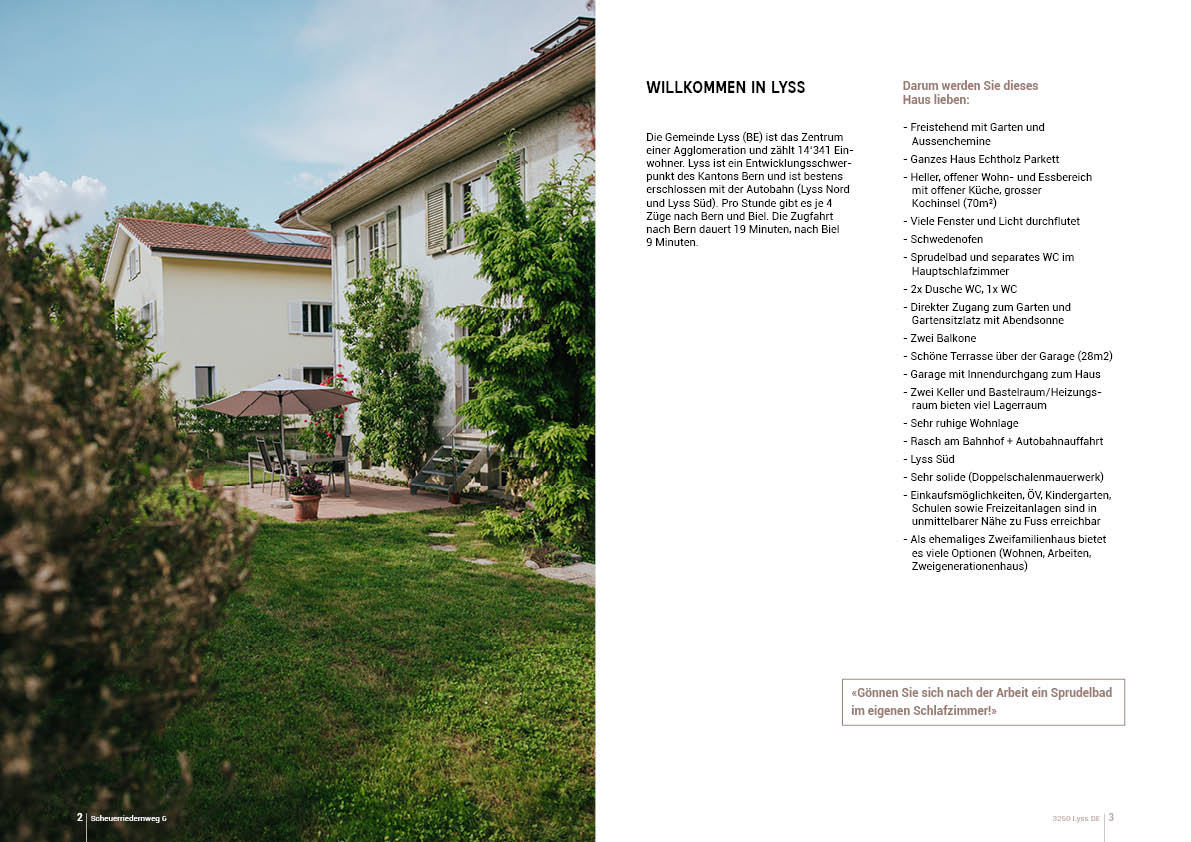 WILLKOMMEN IN LYSS
Die Gemeinde Lyss (BE) ist das Zentrum
einer Agglomeration und zählt 14‘341 Ein-
wohner. Lyss ist ein Entwicklungsschwer-
punkt des Kantons Bern und ist bestens
erschlossen mit der Autobahn (Lyss Nord
und Lyss Süd). Pro Stunde gibt es je 4
Züge nach Bern und Biel. Die Zugfahrt
nach Bern dauert 19 Minuten, nach Biel
9 Minuten.
Darum werden Sie dieses
Haus lieben:
- Freistehend mit Garten und
Aussenchemine
- Ganzes Haus Echtholz Parkett
- Heller, offener Wohn- und Essbereich
mit offener Küche, grosser
Kochinsel (70m²)
- Viele Fenster und Licht durchflutet
- Schwedenofen
- Sprudelbad und separates WC im
Hauptschlafzimmer
- 2x Dusche WC, 1x WC
- Direkter Zugang zum Garten und
Gartensitzlatz mit Abendsonne
- Zwei Balkone
- Schöne Terrasse über der Garage (28m2)
- Garage mit Innendurchgang zum Haus
- Zwei Keller und Bastelraum/Heizungs-
raum bieten viel Lagerraum
- Sehr ruhige Wohnlage
- Rasch am Bahnhof + Autobahnauffahrt
- Lyss Süd
- Sehr solide (Doppelschalenmauerwerk)
- Einkaufsmöglichkeiten, ÖV, Kindergarten,
Schulen sowie Freizeitanlagen sind in
unmittelbarer Nähe zu Fuss erreichbar
- Als ehemaliges Zweifamilienhaus bietet
es viele Optionen (Wohnen, Arbeiten,
Zweigenerationenhaus)
«Gönnen Sie sich nach der Arbeit ein Sprudelbad
im eigenen Schlafzimmer!»
2 Scheuerriedernweg
3250 Lyss 3